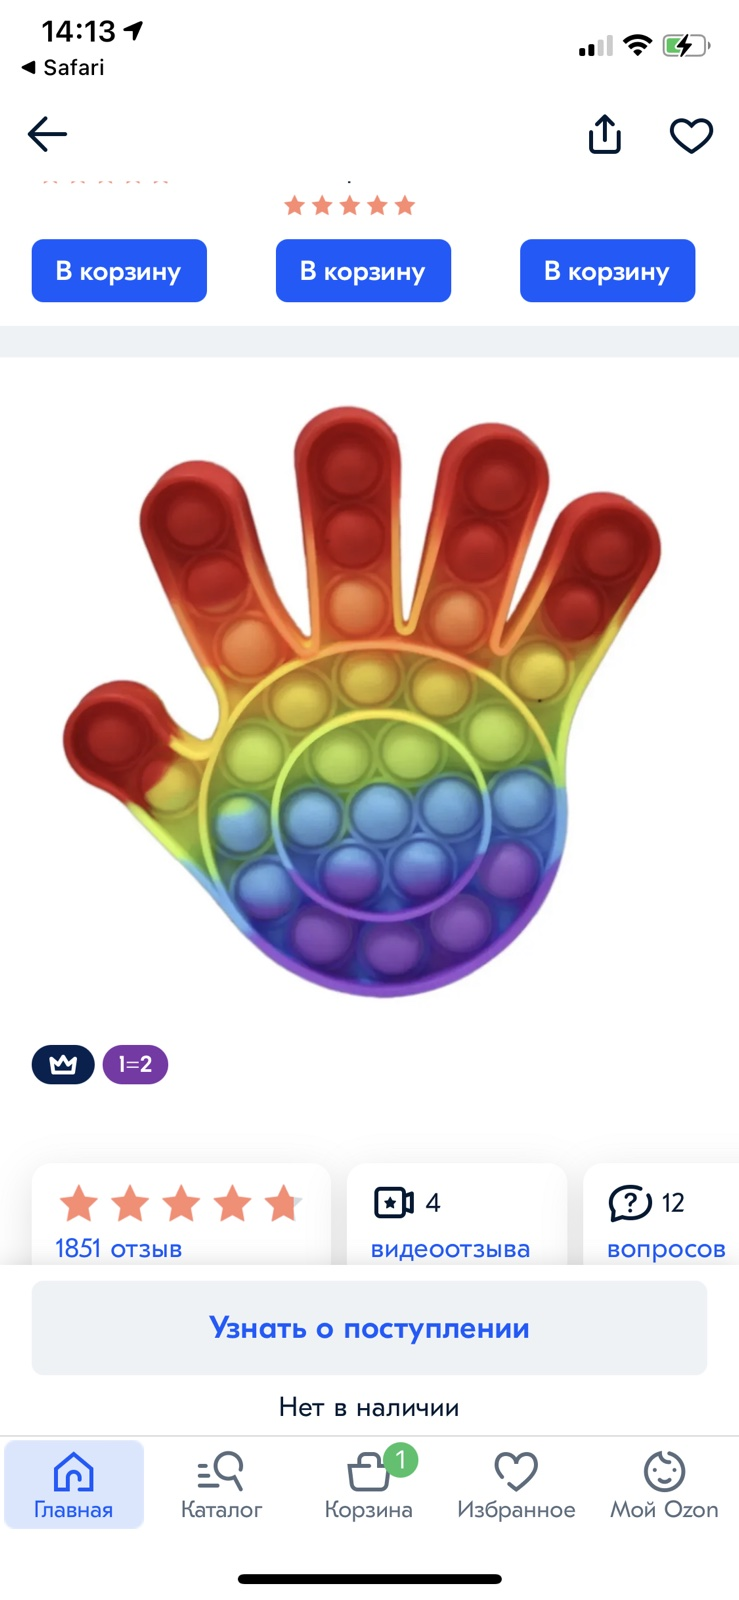 14:13
Safari
В корзину
В корзину
В корзину
1=2
1851 отзыв
4
видеоотзыва
12
вопросов
Узнать о поступлении
Нет в наличии
1
Главная
Каталог
Корзина
Избранное
Мой Ozon